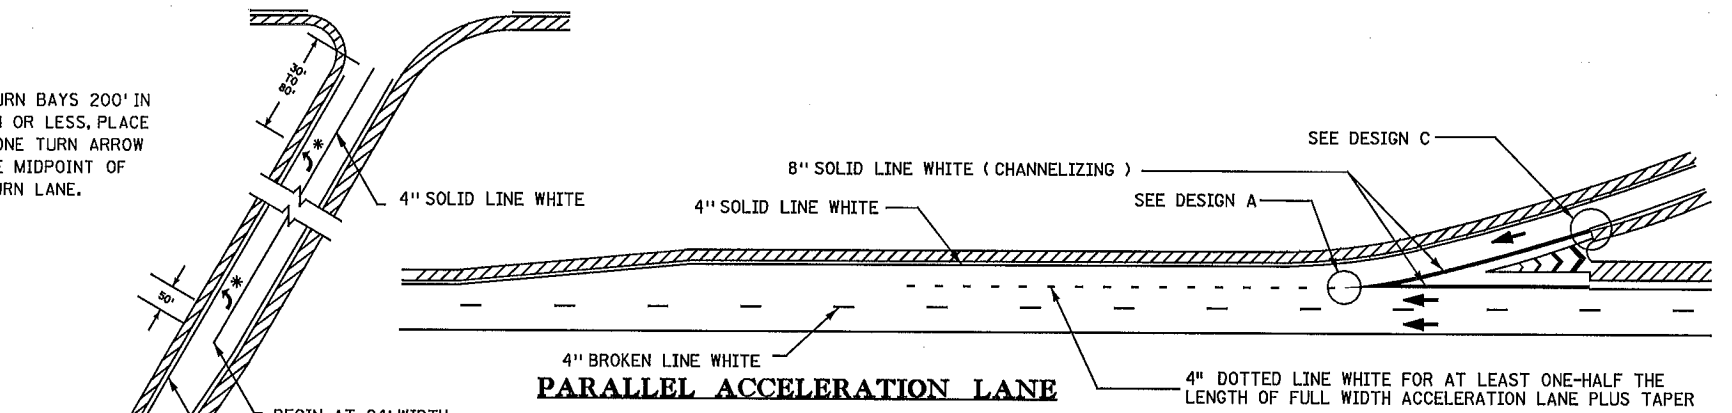 30'
TO
80'
URN BAYS 200' IN
OR LESS, PLACE
ONE TURN ARROW
MIDPOINT OF
URN LANE.
*
4" SOLID LINE WHITE
50'
*
SEE DESIGN C
8" SOLID LINE WHITE ( CHANNELIZING )
4" SOLID LINE WHITE
SEE DESIGN A
4" BROKEN LINE WHITE
PARALLEL ACCELERATION LANE
4" DOTTED LINE WHITE FOR AT LEAST ONE-HALF THE
LENGTH OF FULL WIDTH ACCELERATION LANE PLUS TAPER